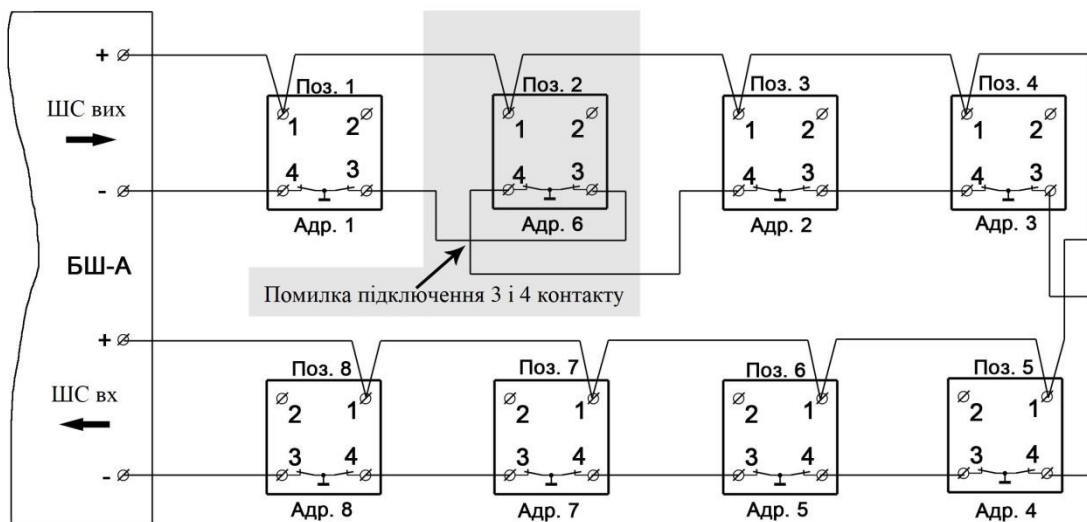 +
Поз. 1
Поз. 2
Поз. 3
Поз. 4
ШС вих
1 2
1 2
1 2
1 2
4 3
4 3
4 3
4 3
-
Адр. 1
Адр. 6
Адр. 2
Адр. 3
БШ-А
Помилка підключення 3 і 4 контакту
+
Поз. 8
Поз. 7
Поз. 6
Поз. 5
ШС вх
2 1
2 1
2 1
2 1
3 4
3 4
3 4
3 4
-
Адр. 8
Адр. 7
Адр. 5
Адр. 4